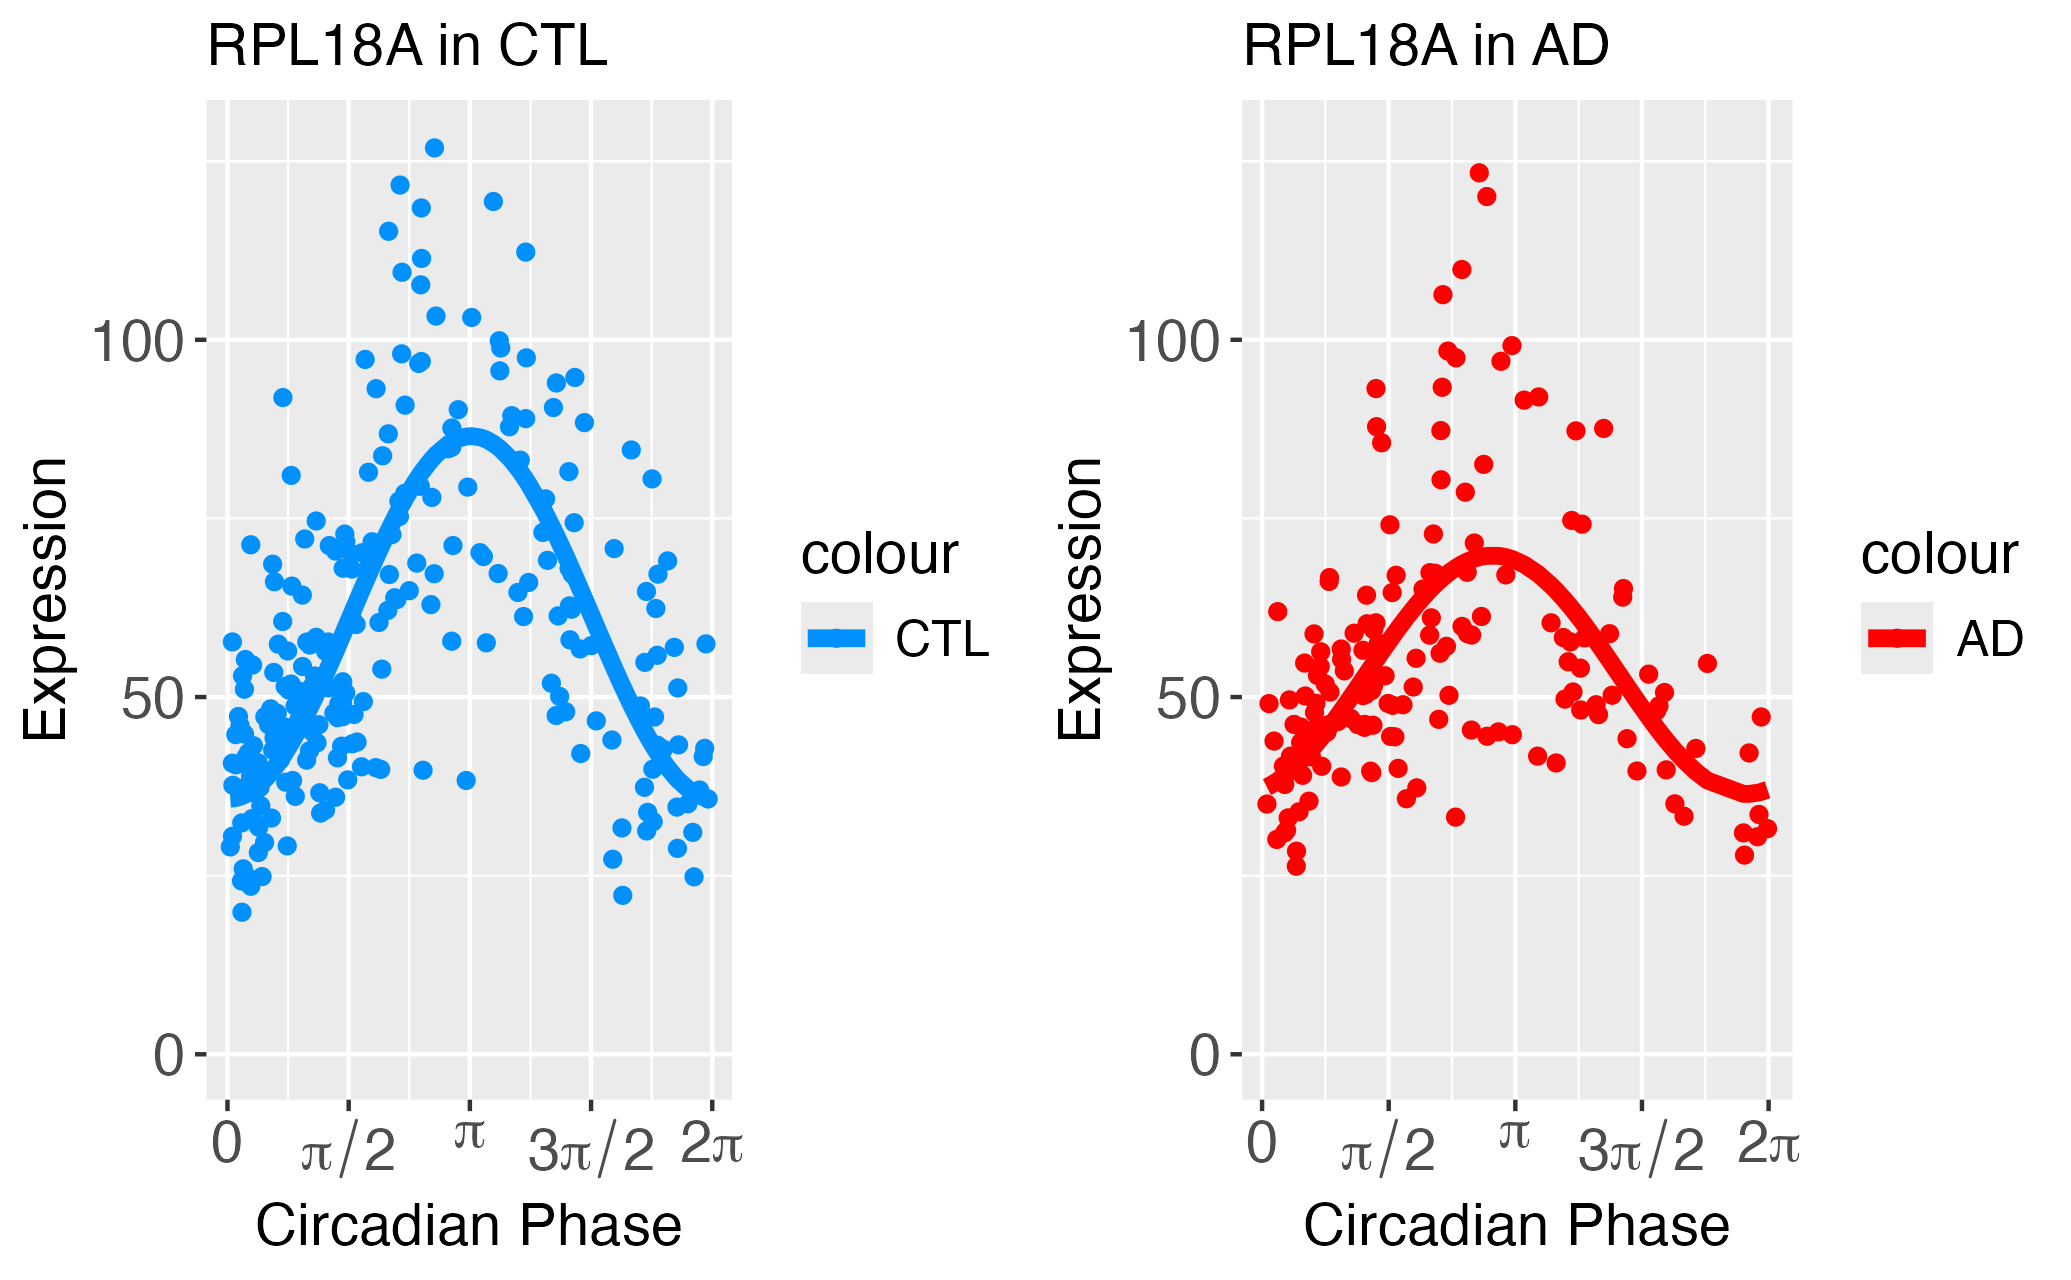 RPL18A in CTL
Expression
100
50
0
0
π/2
π
3π/2
2π
Circadian Phase
colour
CTL
RPL18A in AD
Expression
100
50
0
0
π/2
π
3π/2
2π
Circadian Phase
colour
AD